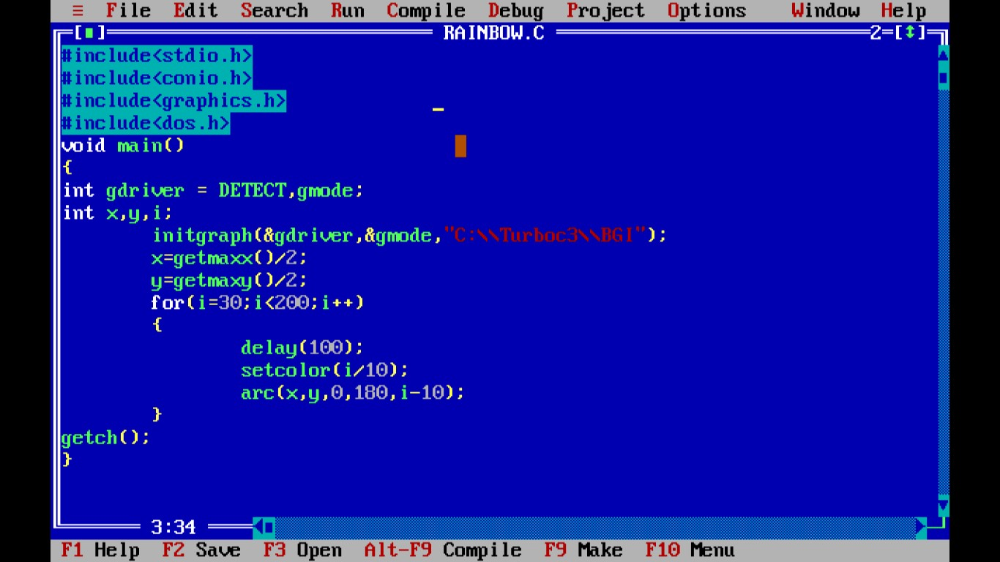 ≡ File Edit Search Run Compile Debug Project Options Window Help
[■] RAINBOW.C 2=[↕]
#include<stdio.h>
#include<conio.h>
#include<graphics.h>
#include<dos.h>
void main()
{
int gdriver = DETECT,gmode;
int x,y,i;
initgraph(&gdriver,&gmode,"C:\\Turboc3\\BGI");
x=getmaxx()/2;
y=getmaxy()/2;
for(i=30;i<200;i++)
{
delay(100);
setcolor(i/10);
arc(x,y,0,180,i-10);
}
getch();
}
3:34
F1 Help F2 Save F3 Open Alt-F9 Compile F9 Make F10 Menu